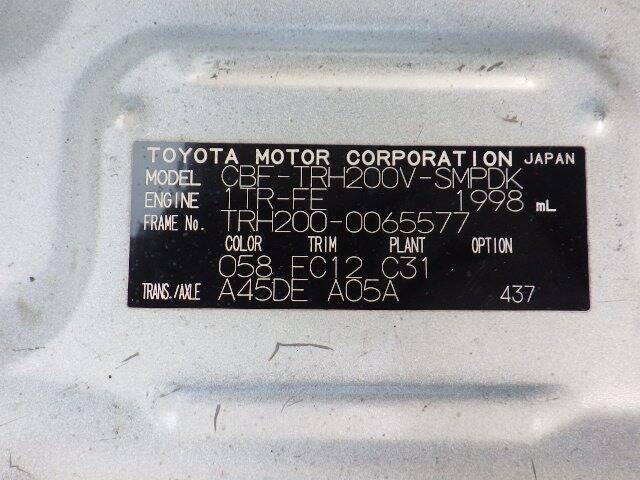 TOYOTA MOTOR CORPORATION JAPAN
MODEL CBF-TRH200V-SMPDK
ENGINE 1TR-FE 1998 mL
FRAME No. TRH200-0065577
COLOR TRIM PLANT OPTION
058 FC12 C31
TRANS./AXLE A45DE A05A 437